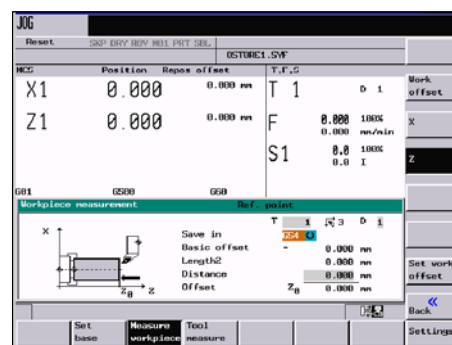 JOG
Reset SKP DRY ROV M01 PRT SBL
OSTORE1.SYF
MCS Position Repos offset T,F,S
X1 0.000 0.000 mm T 1 D 1
Work offset
Z1 0.000 0.000 mm F 0.000 100%
0.000 mm/min
X
S1 0.0 100%
0.0 I
Z
G01 G500 G60
Workpiece measurement Ref. point
T 1 3 D 1
X Save in G54
Basic offset - 0.000 mm
Length2 0.000 mm
Distance 0.000 mm
Z0 Z Offset Z0 0.000 mm
Set work offset
Back
Set base Measure workpiece Tool measure Settings